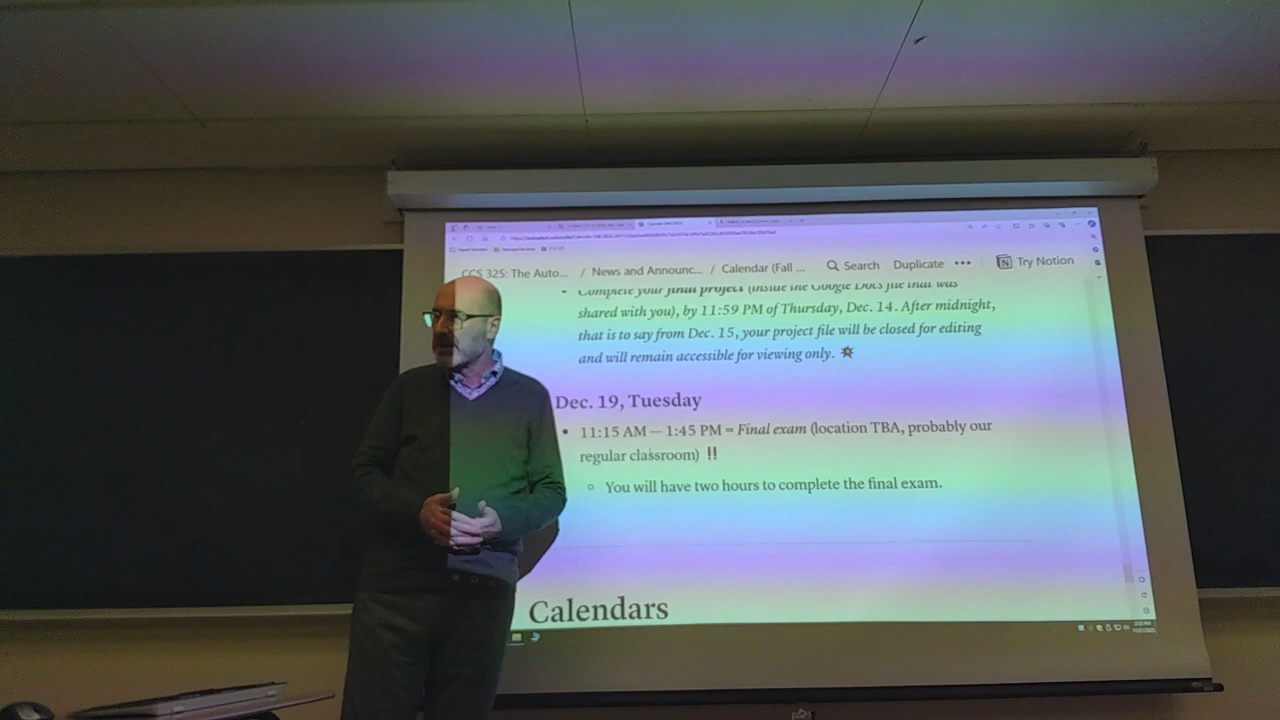 CCS 325: The Auto... / News and Announc... / Calendar (Fall ... Search Duplicate ••• Try Notion
• Complete your final project (inside the Google Docs file that was
shared with you), by 11:59 PM of Thursday, Dec. 14. After midnight,
that is to say from Dec. 15, your project file will be closed for editing
and will remain accessible for viewing only.
Dec. 19, Tuesday
• 11:15 AM — 1:45 PM = Final exam (location TBA, probably our
regular classroom) ‼
◦ You will have two hours to complete the final exam.
Calendars